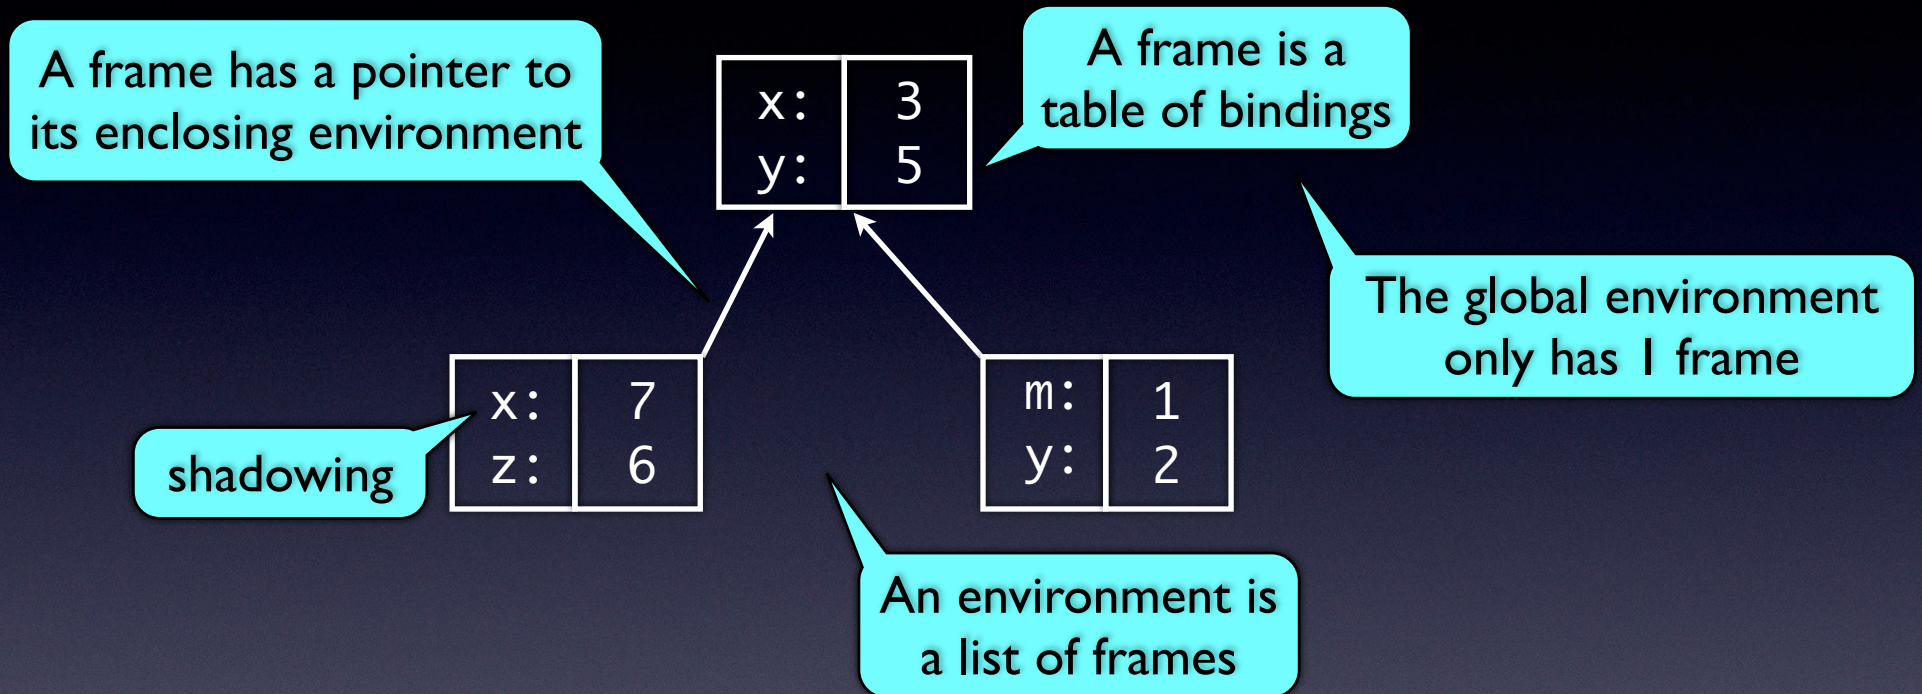 A frame has a pointer to
its enclosing environment
x: 3
y: 5
A frame is a
table of bindings
The global environment
only has 1 frame
x: 7
z: 6
shadowing
m: 1
y: 2
An environment is
a list of frames